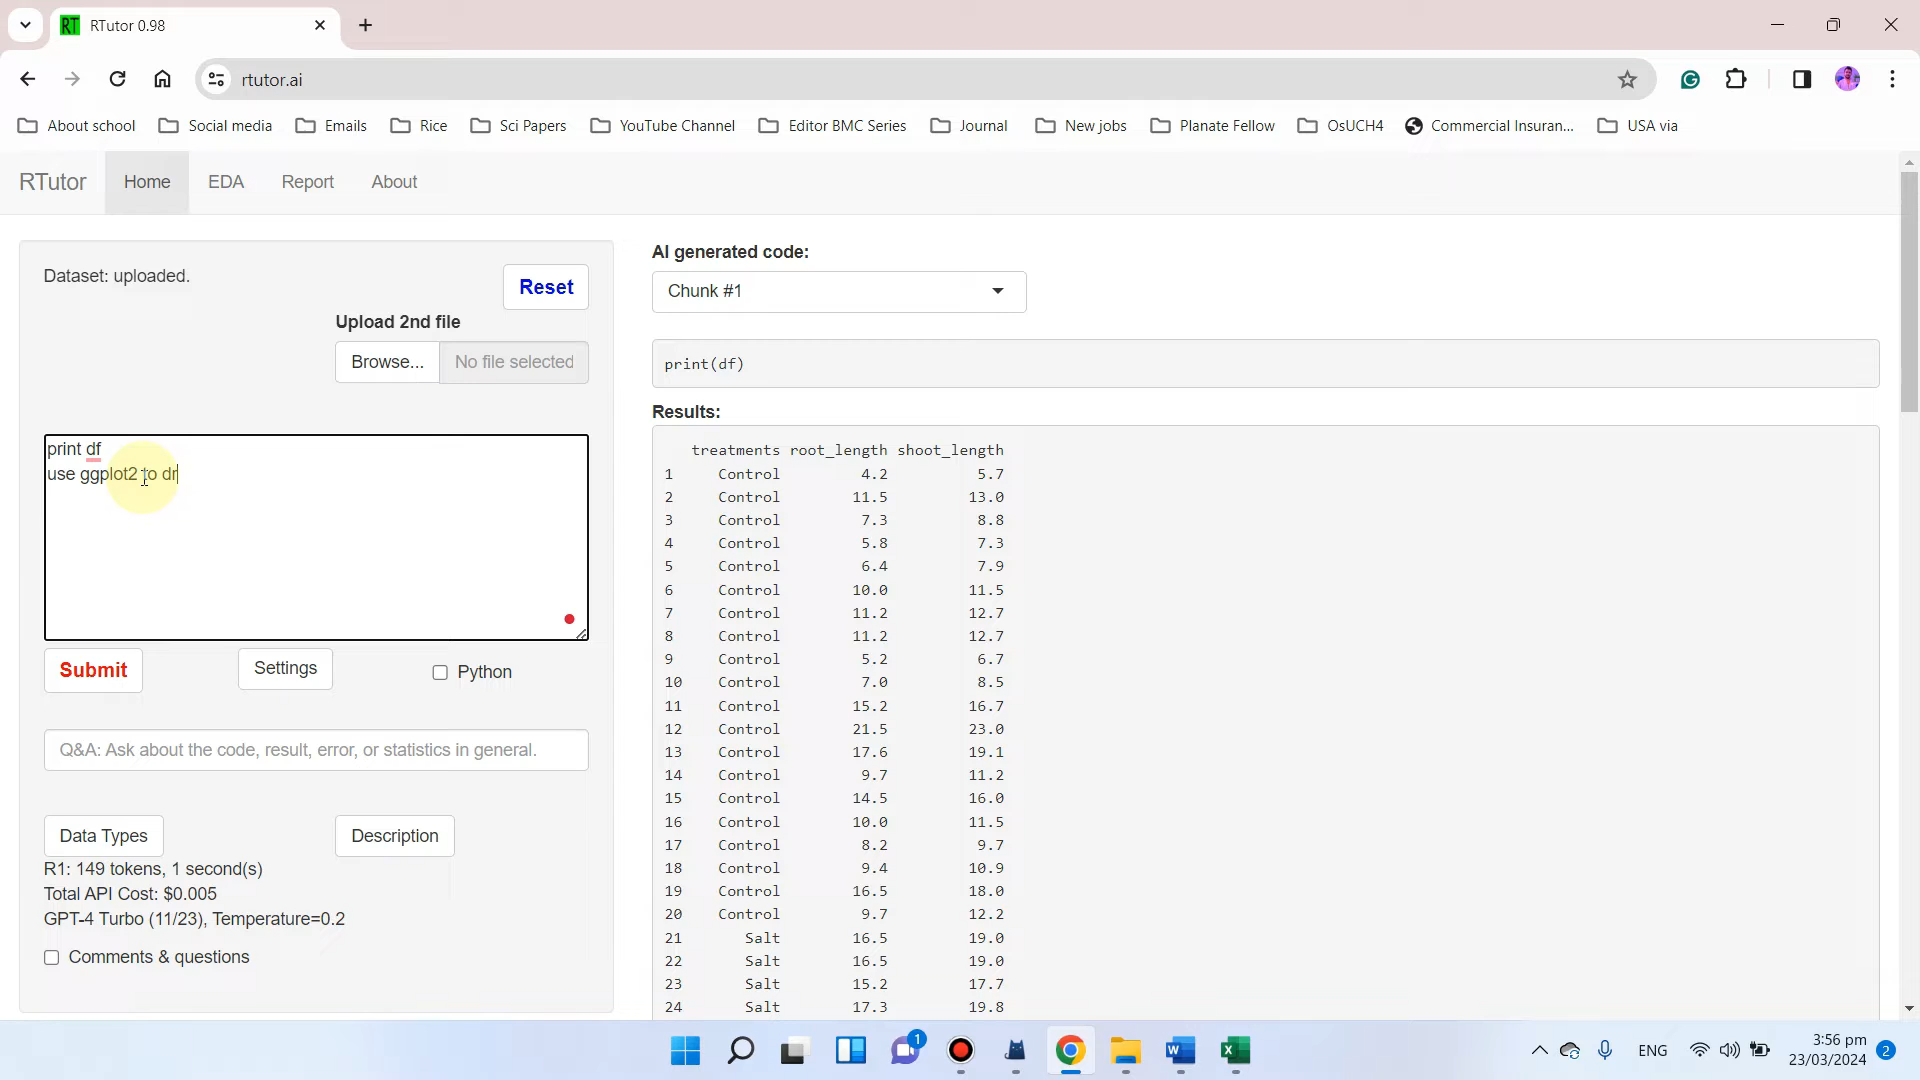 RTutor 0.98
rtutor.ai
About school
Social media
Emails
Rice
Sci Papers
YouTube Channel
Editor BMC Series
Journal
New jobs
Planate Fellow
OsUCH4
Commercial Insuran...
USA via
RTutor
Home
EDA
Report
About
Dataset: uploaded.
Reset
Upload 2nd file
Browse... No file selected
print df
use ggplot2 to dr
Submit
Settings
Python
Q&A: Ask about the code, result, error, or statistics in general.
Data Types
Description
R1: 149 tokens, 1 second(s)
Total API Cost: $0.005
GPT-4 Turbo (11/23), Temperature=0.2
Comments & questions
AI generated code:
Chunk #1
print(df)
Results:
treatments root_length shoot_length
1 Control 4.2 5.7
2 Control 11.5 13.0
3 Control 7.3 8.8
4 Control 5.8 7.3
5 Control 6.4 7.9
6 Control 10.0 11.5
7 Control 11.2 12.7
8 Control 11.2 12.7
9 Control 5.2 6.7
10 Control 7.0 8.5
11 Control 15.2 16.7
12 Control 21.5 23.0
13 Control 17.6 19.1
14 Control 9.7 11.2
15 Control 14.5 16.0
16 Control 10.0 11.5
17 Control 8.2 9.7
18 Control 9.4 10.9
19 Control 16.5 18.0
20 Control 9.7 12.2
21 Salt 16.5 19.0
22 Salt 16.5 19.0
23 Salt 15.2 17.7
24 Salt 17.3 19.8
1
ENG
3:56 pm
23/03/2024
2